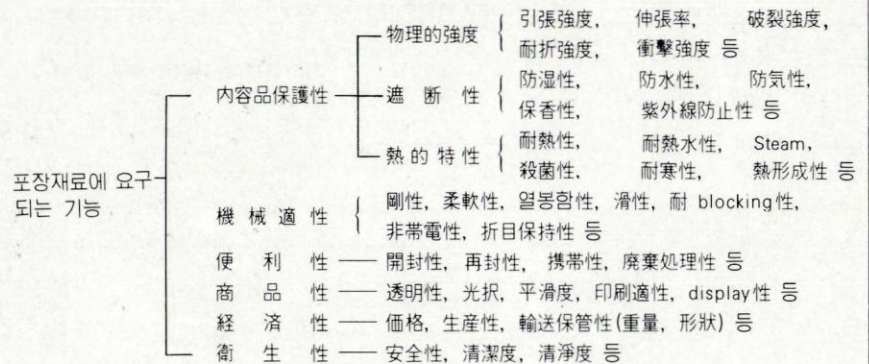 物理的強度 引張強度, 伸張率, 破裂強度,
耐折強度, 衝擊強度 등
内容品保護性 遮断性 防湿性, 防水性, 防気性,
保香性, 紫外線防止性 등
熱的特性 耐熱性, 耐熱水性, Steam,
殺菌性, 耐寒性, 熱形成性 등
포장재료에 요구
되는 기능
機械適性 剛性, 柔軟性, 열봉함성, 滑性, 耐 blocking性,
非帯電性, 折目保持性 등
便利性 開封性, 再封性, 携帯性, 廃棄処理性 등
商品性 透明性, 光択, 平滑度, 印刷適性, display性 등
経済性 価格, 生産性, 輸送保管性(重量, 形狀) 등
衛生性 安全性, 清潔度, 清淨度 등